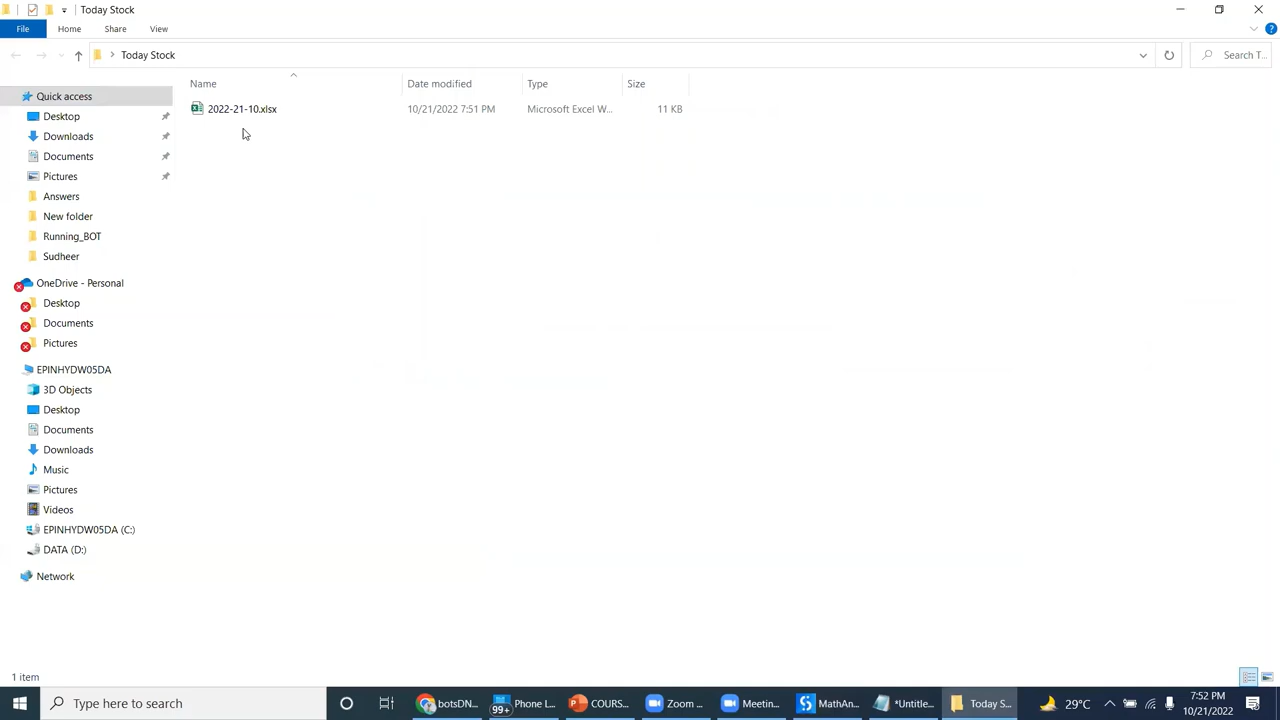 Today Stock
File Home Share View
Today Stock Search T...
Name Date modified Type Size
2022-21-10.xlsx 10/21/2022 7:51 PM Microsoft Excel W... 11 KB
Quick access
Desktop
Downloads
Documents
Pictures
Answers
New folder
Running_BOT
Sudheer
OneDrive - Personal
Desktop
Documents
Pictures
EPINHYDW05DA
3D Objects
Desktop
Documents
Downloads
Music
Pictures
Videos
EPINHYDW05DA (C:)
DATA (D:)
Network
1 item
Type here to search botsDN... 99+ Phone L... COURS... Zoom ... Meetin... MathAn... *Untitle... Today S... 29°C 7:52 PM
10/21/2022